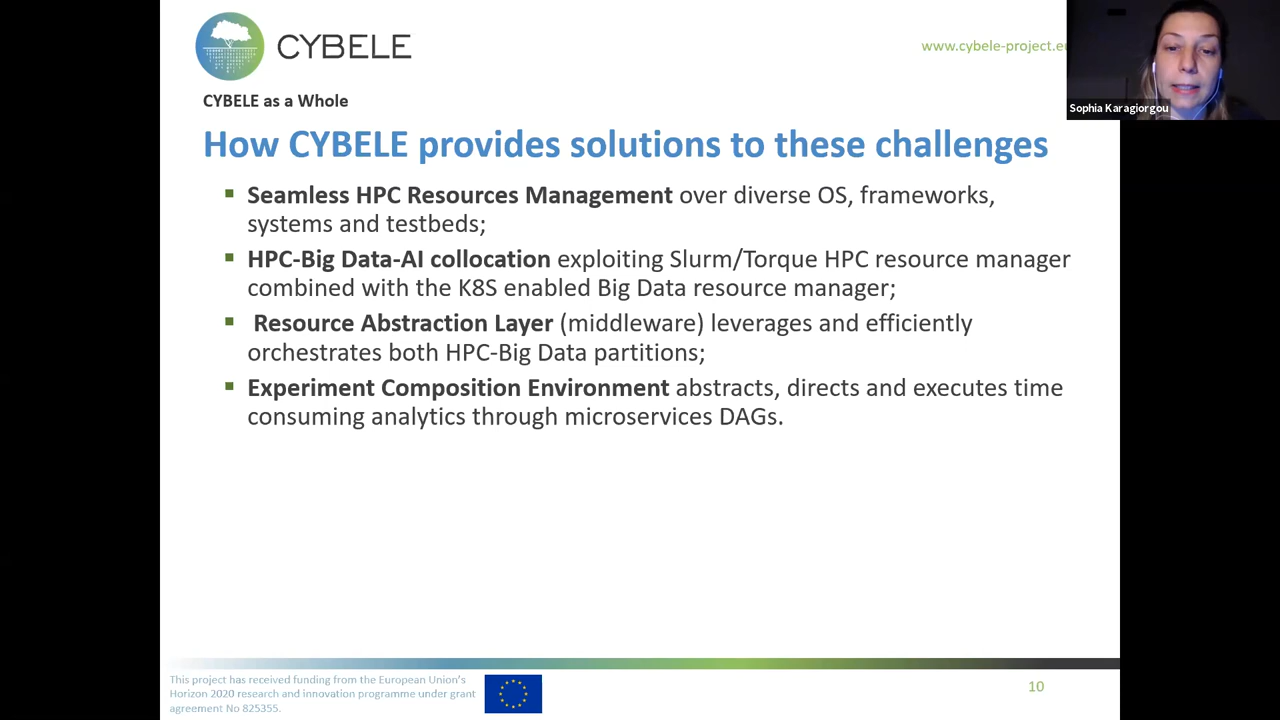 CYBELE
www.cybele-project.eu
Sophia Karagiorgou
CYBELE as a Whole
How CYBELE provides solutions to these challenges
Seamless HPC Resources Management over diverse OS, frameworks,
systems and testbeds;
HPC-Big Data-AI collocation exploiting Slurm/Torque HPC resource manager
combined with the K8S enabled Big Data resource manager;
Resource Abstraction Layer (middleware) leverages and efficiently
orchestrates both HPC-Big Data partitions;
Experiment Composition Environment abstracts, directs and executes time
consuming analytics through microservices DAGs.
This project has received funding from the European Union's
Horizon 2020 research and innovation programme under grant
agreement No 825355.
10